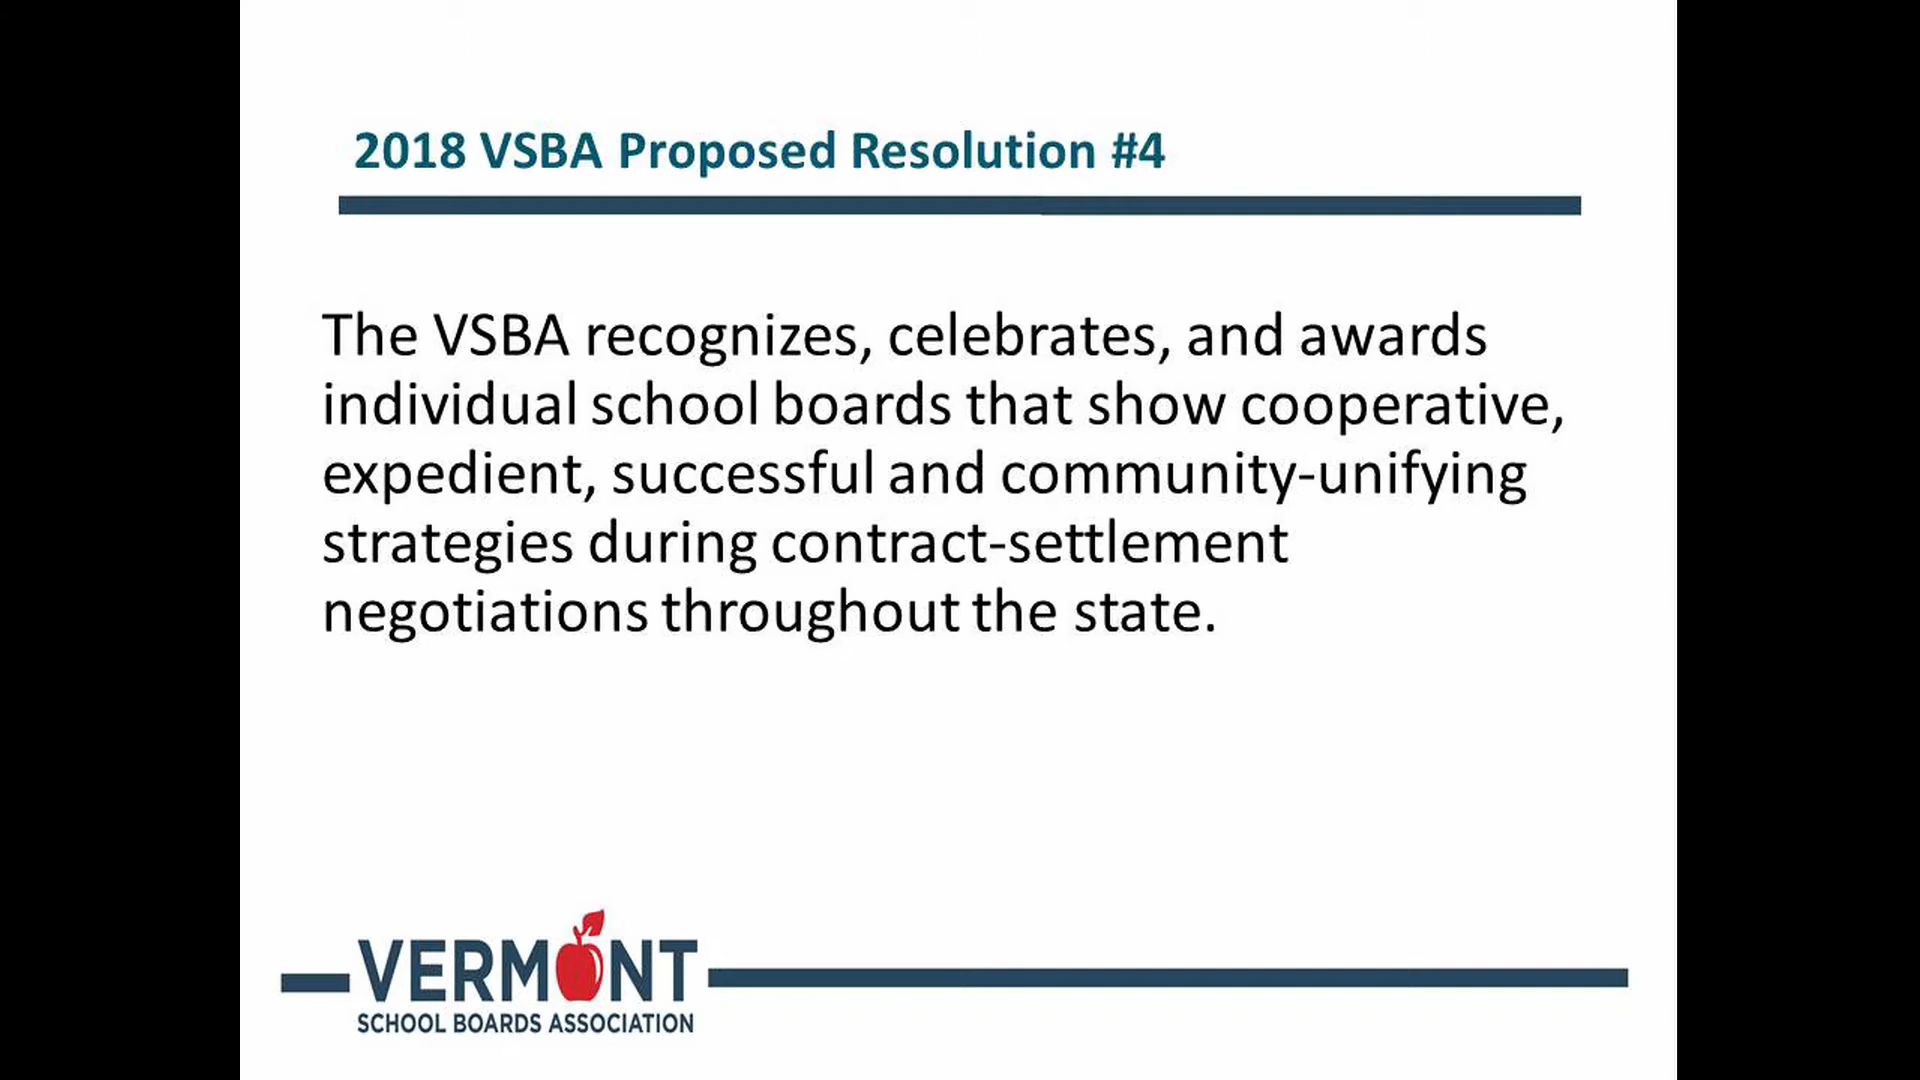 2018 VSBA Proposed Resolution #4
The VSBA recognizes, celebrates, and awards
individual school boards that show cooperative,
expedient, successful and community-unifying
strategies during contract-settlement
negotiations throughout the state.
VERMONT
SCHOOL BOARDS ASSOCIATION